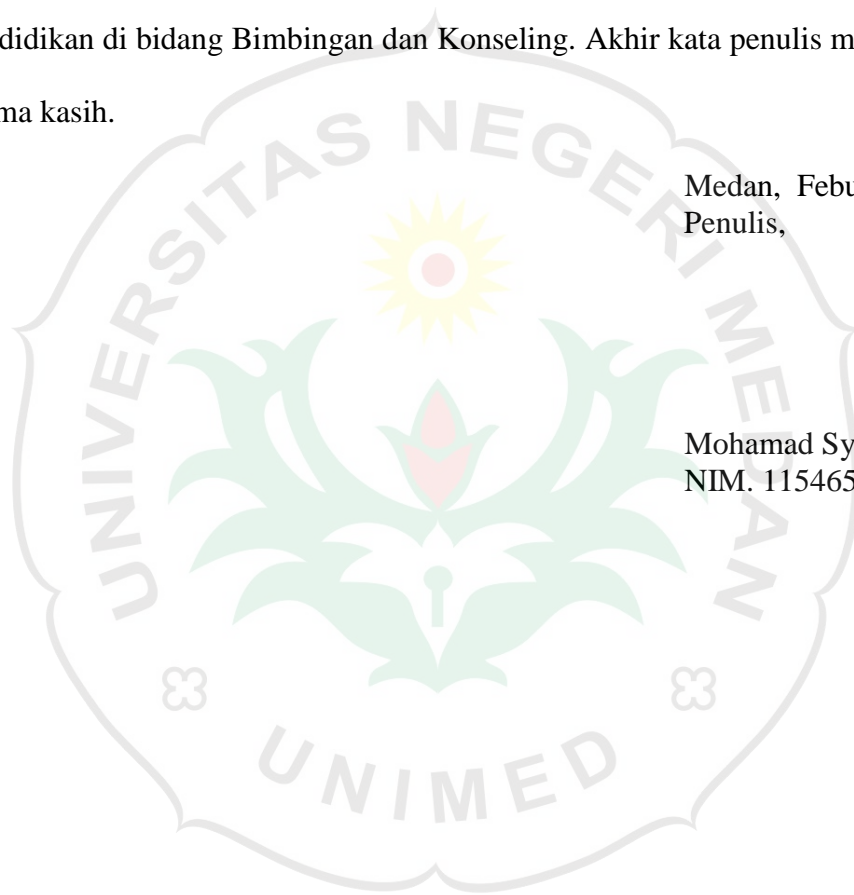 didikan di bidang Bimbingan dan Konseling. Akhir kata penulis m
ma kasih.
Medan, Febu
Penulis,
Mohamad Sy
NIM. 115465
UNIVERSITAS NEGERI MEDAN
UNIMED